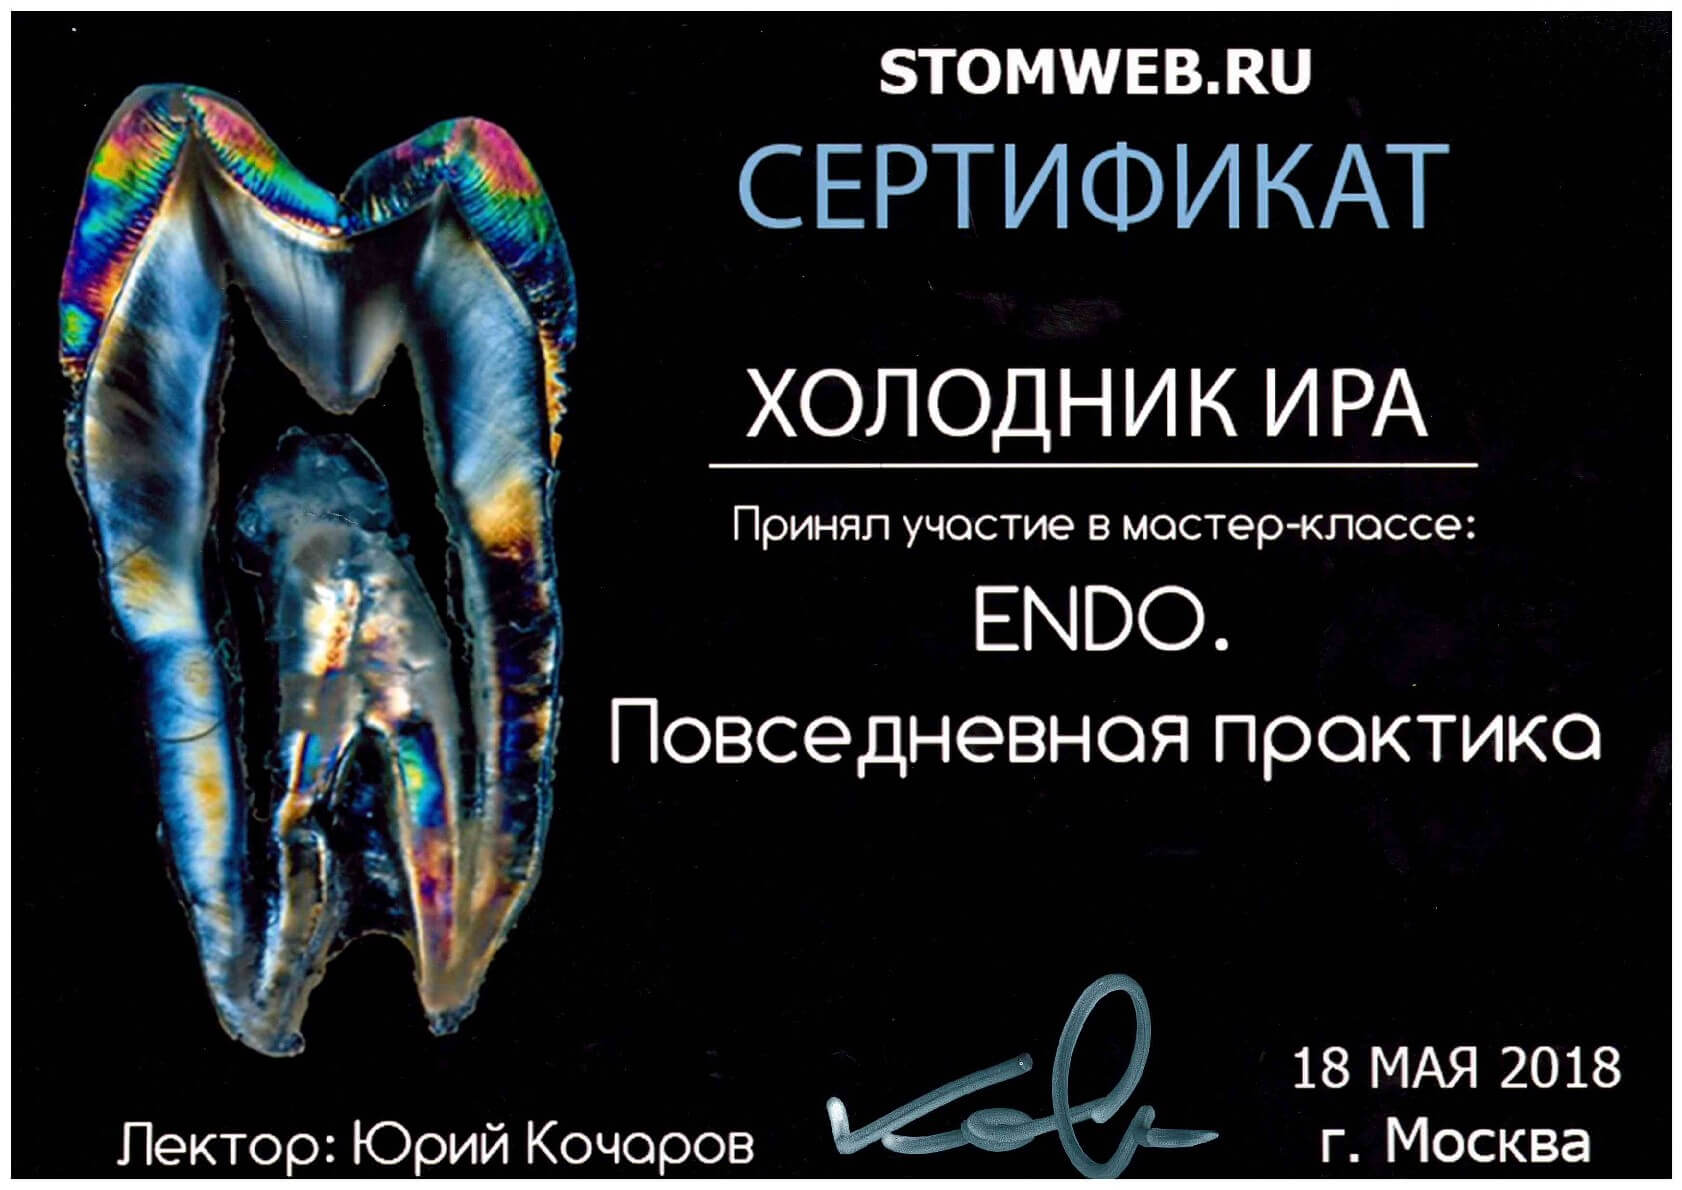 STOMWEB.RU
СЕРТИФИКАТ
ХОЛОДНИК ИРА
Принял участие в мастер-классе:
ENDO.
Повседневная практика
18 МАЯ 2018
г. Москва
Лектор: Юрий Кочаров